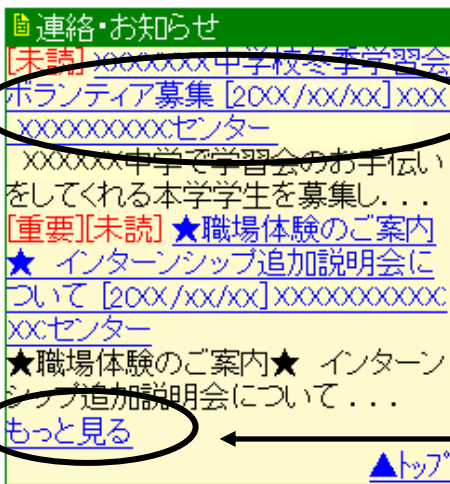 連絡・お知らせ
[未読] XXXXXXX中学校冬季学習会
ボランティア募集 [20XX/xx/xx] XXX
XXXXXXXXXセンター
XXXXXX中学で学習会のお手伝い
をしてくれる本学学生を募集し...
[重要][未読] ★職場体験のご案内
★ インターンシップ追加説明会に
ついて [20XX/xx/xx] XXXXXXXXXX
XXセンター
★職場体験のご案内★ インターン
シップ追加説明会について...
もっと見る
▲トップ